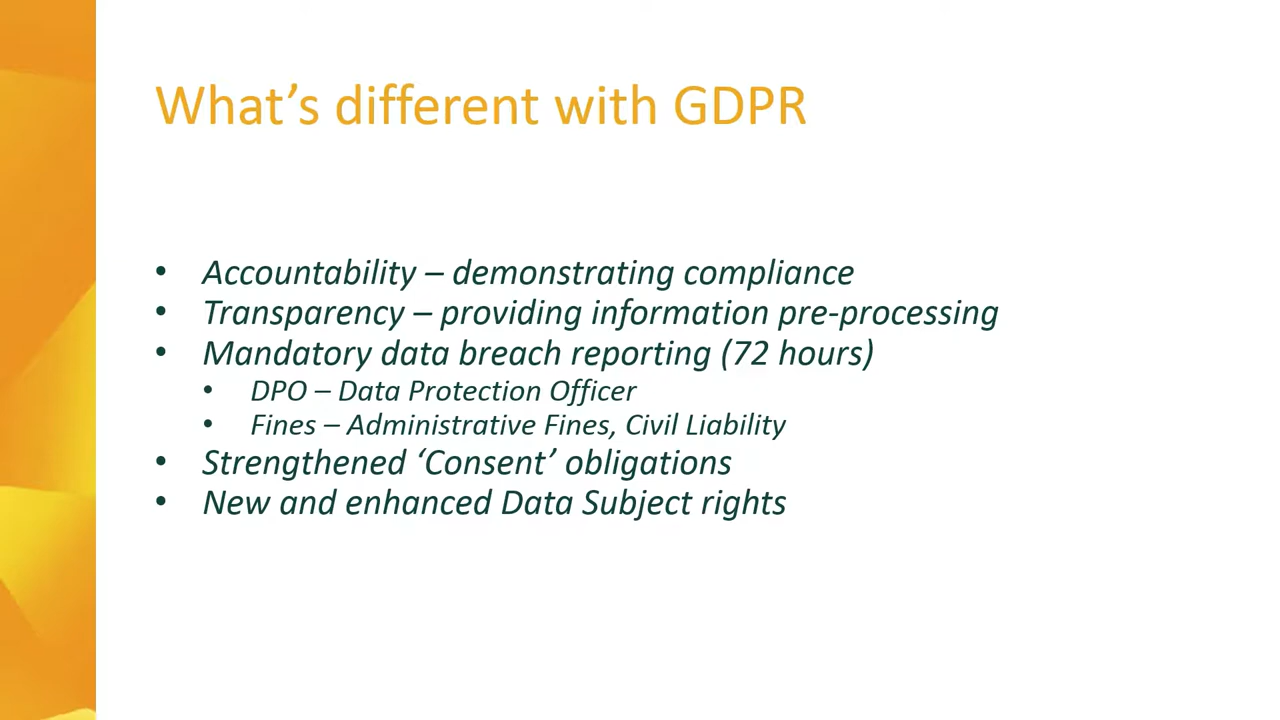 What’s different with GDPR
• Accountability – demonstrating compliance
• Transparency – providing information pre-processing
• Mandatory data breach reporting (72 hours)
• DPO – Data Protection Officer
• Fines – Administrative Fines, Civil Liability
• Strengthened ‘Consent’ obligations
• New and enhanced Data Subject rights